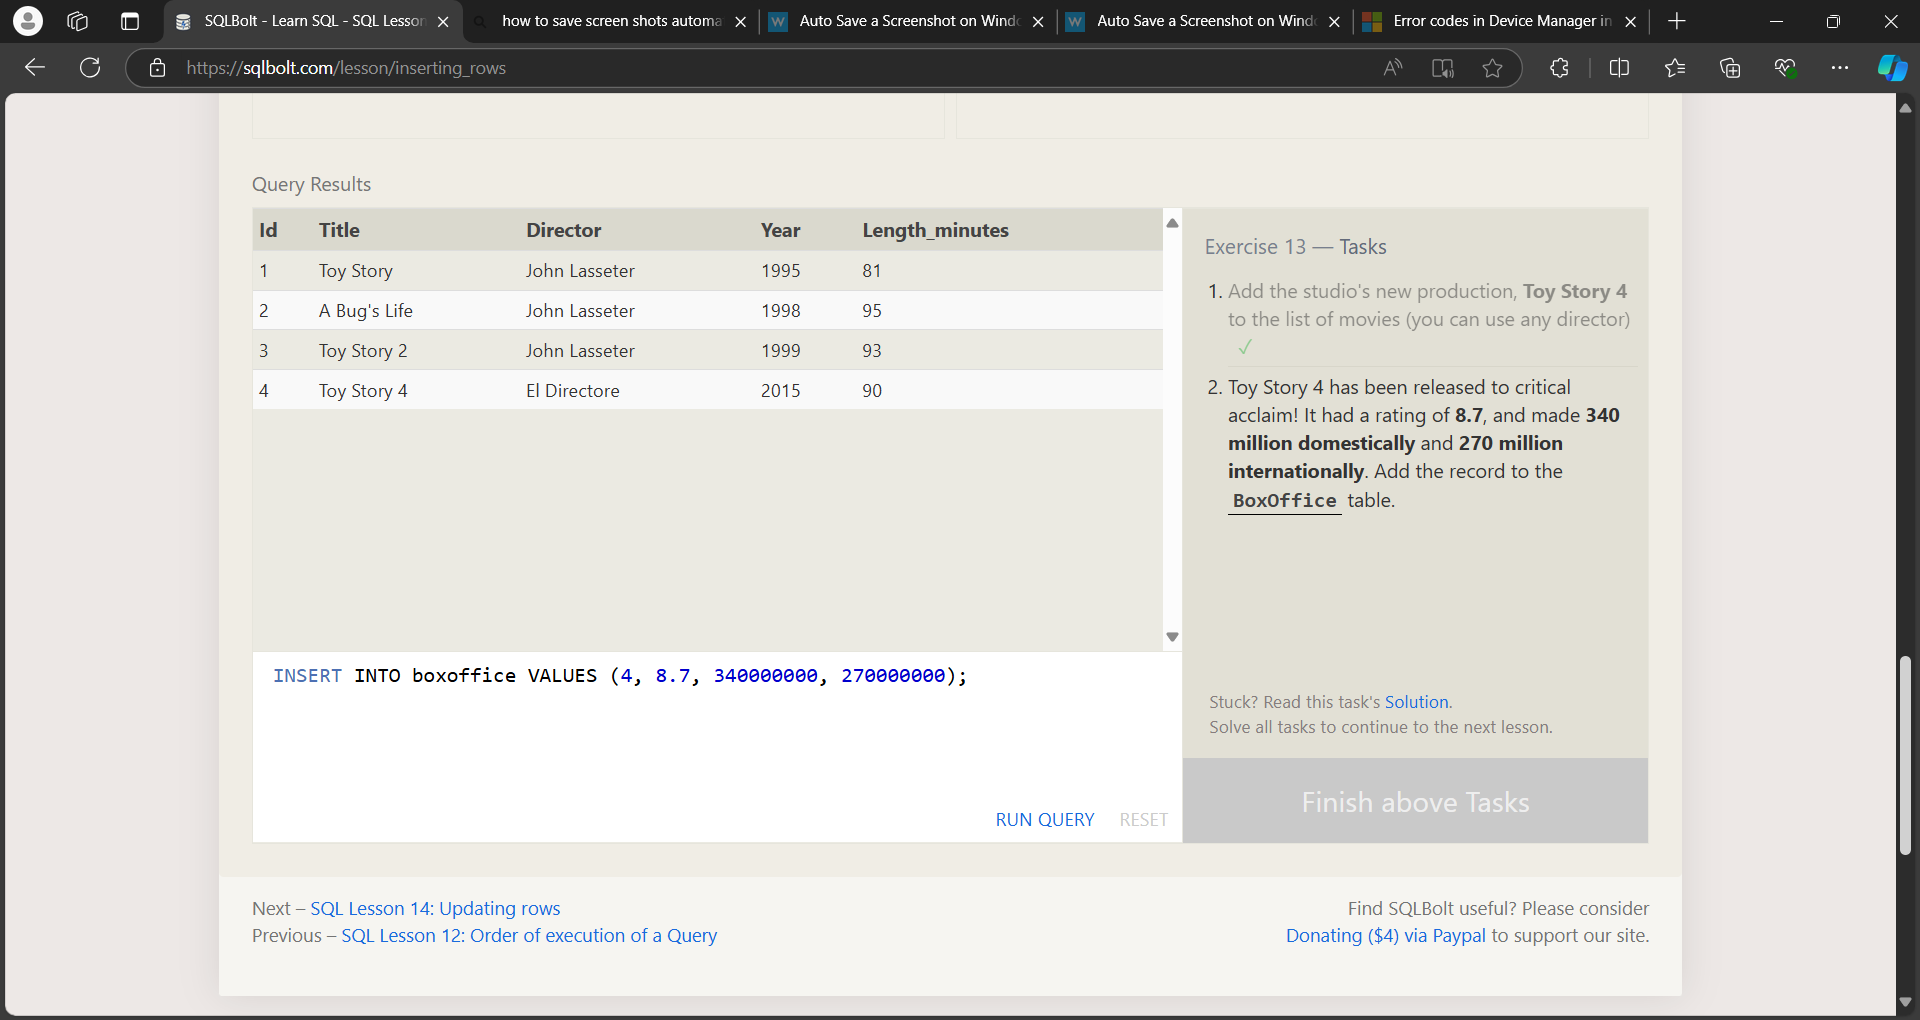 SQLBolt - Learn SQL - SQL Lesson
how to save screen shots automa
Auto Save a Screenshot on Windo
Auto Save a Screenshot on Windo
Error codes in Device Manager in
https://sqlbolt.com/lesson/inserting_rows
Query Results
Id Title Director Year Length_minutes
1 Toy Story John Lasseter 1995 81
2 A Bug's Life John Lasseter 1998 95
3 Toy Story 2 John Lasseter 1999 93
4 Toy Story 4 El Directore 2015 90
INSERT INTO boxoffice VALUES (4, 8.7, 340000000, 270000000);
RUN QUERY RESET
Exercise 13 — Tasks
1. Add the studio's new production, Toy Story 4
to the list of movies (you can use any director)
✓
2. Toy Story 4 has been released to critical
acclaim! It had a rating of 8.7, and made 340
million domestically and 270 million
internationally. Add the record to the
BoxOffice table.
Stuck? Read this task's Solution.
Solve all tasks to continue to the next lesson.
Finish above Tasks
Next – SQL Lesson 14: Updating rows
Previous – SQL Lesson 12: Order of execution of a Query
Find SQLBolt useful? Please consider
Donating ($4) via Paypal to support our site.